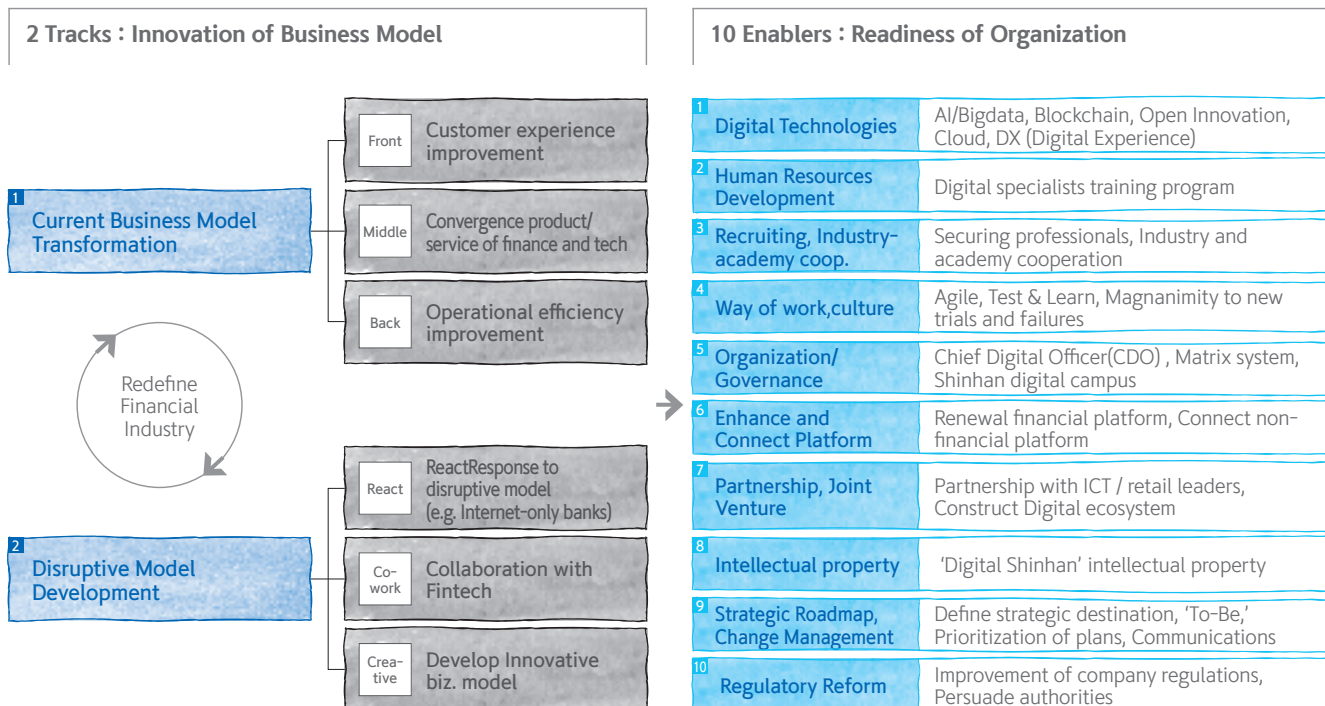 2 Tracks : Innovation of Business Model
1
Current Business Model
Transformation
Front
Customer experience
improvement
Middle
Convergence product/
service of finance and tech
Back
Operational efficiency
improvement
Redefine
Financial
Industry
2
Disruptive Model
Development
React
ReactResponse to
disruptive model
(e.g. Internet-only banks)
Co-
work
Collaboration with
Fintech
Crea-
tive
Develop Innovative
biz. model
10 Enablers : Readiness of Organization
1
Digital Technologies
AI/Bigdata, Blockchain, Open Innovation,
Cloud, DX (Digital Experience)
2
Human Resources
Development
Digital specialists training program
3
Recruiting, Industry-
academy coop.
Securing professionals, Industry and
academy cooperation
4
Way of work,culture
Agile, Test & Learn, Magnanimity to new
trials and failures
5
Organization/
Governance
Chief Digital Officer(CDO) , Matrix system,
Shinhan digital campus
6
Enhance and
Connect Platform
Renewal financial platform, Connect non-
financial platform
7
Partnership, Joint
Venture
Partnership with ICT / retail leaders,
Construct Digital ecosystem
8
Intellectual property
‘Digital Shinhan’ intellectual property
9
Strategic Roadmap,
Change Management
Define strategic destination, ‘To-Be,’
Prioritization of plans, Communications
10
Regulatory Reform
Improvement of company regulations,
Persuade authorities